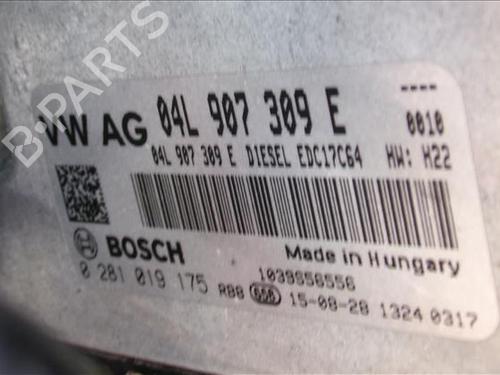 B-PARTS
----
VW AG 04L 907 309 E 0010
04L 907 309 E DIESEL EDC17C64 HW: H22
BOSCH Made in Hungary
0 281 019 175 1039S56556
RBB 15-08-28 1324 0317